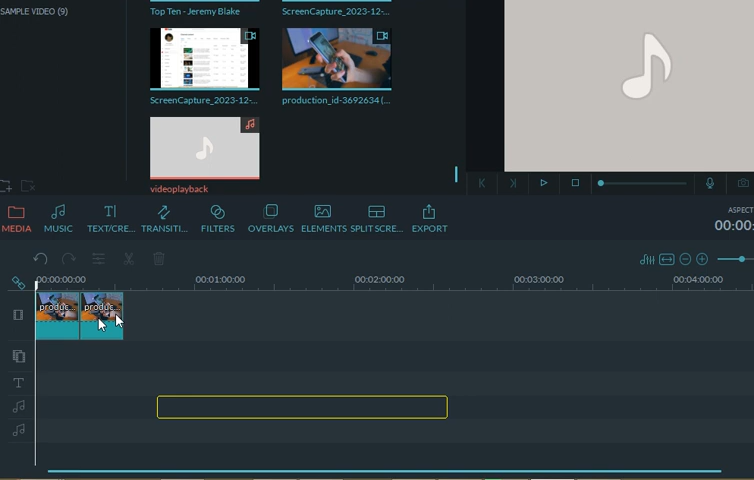 SAMPLE VIDEO (9)
Top Ten - Jeremy Blake
ScreenCapture_2023-12-...
ScreenCapture_2023-12-...
production_id-3692634 (...
videoplayback
MEDIA
MUSIC
TEXT/CRE...
TRANSITI...
FILTERS
OVERLAYS
ELEMENTS
SPLIT SCRE...
EXPORT
ASPECT
00:00:
00:00:00:00
00:01:00:00
00:02:00:00
00:03:00:00
00:04:00:00
produc...
produc...